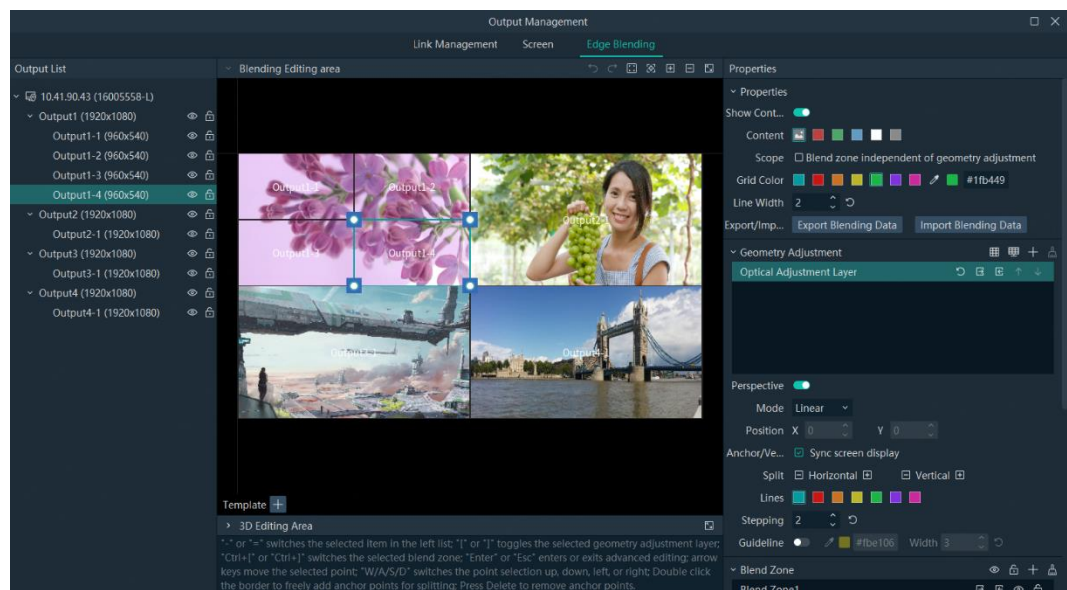 Output Management
Link Management Screen Edge Blending
Output List
Blending Editing area
Properties
10.41.90.43 (16005558-L)
Output1 (1920x1080)
Output1-1 (960x540)
Output1-2 (960x540)
Output1-3 (960x540)
Output1-4 (960x540)
Output2 (1920x1080)
Output2-1 (1920x1080)
Output3 (1920x1080)
Output3-1 (1920x1080)
Output4 (1920x1080)
Output4-1 (1920x1080)
Output1-1
Output1-2
Output2-1
Output1-3
Output1-4
Output3-1
Output4-1
Template
3D Editing Area
"-" or "=" switches the selected item in the left list; "[" or "]" toggles the selected geometry adjustment layer;
"Ctrl+[" or "Ctrl+]" switches the selected blend zone; "Enter" or "Esc" enters or exits advanced editing; arrow
keys move the selected point; "W/A/S/D" switches the point selection up, down, left, or right; Double click
the border to freely add anchor points for splitting; Press Delete to remove anchor points.
Properties
Show Cont...
Content
Scope Blend zone independent of geometry adjustment
Grid Color #1fb449
Line Width 2
Export/Imp... Export Blending Data Import Blending Data
Geometry Adjustment
Optical Adjustment Layer
Perspective
Mode Linear
Position X 0 Y 0
Anchor/Ve... Sync screen display
Split Horizontal Vertical
Lines
Stepping 2
Guideline #fbe106 Width 3
Blend Zone
Blend Zone1